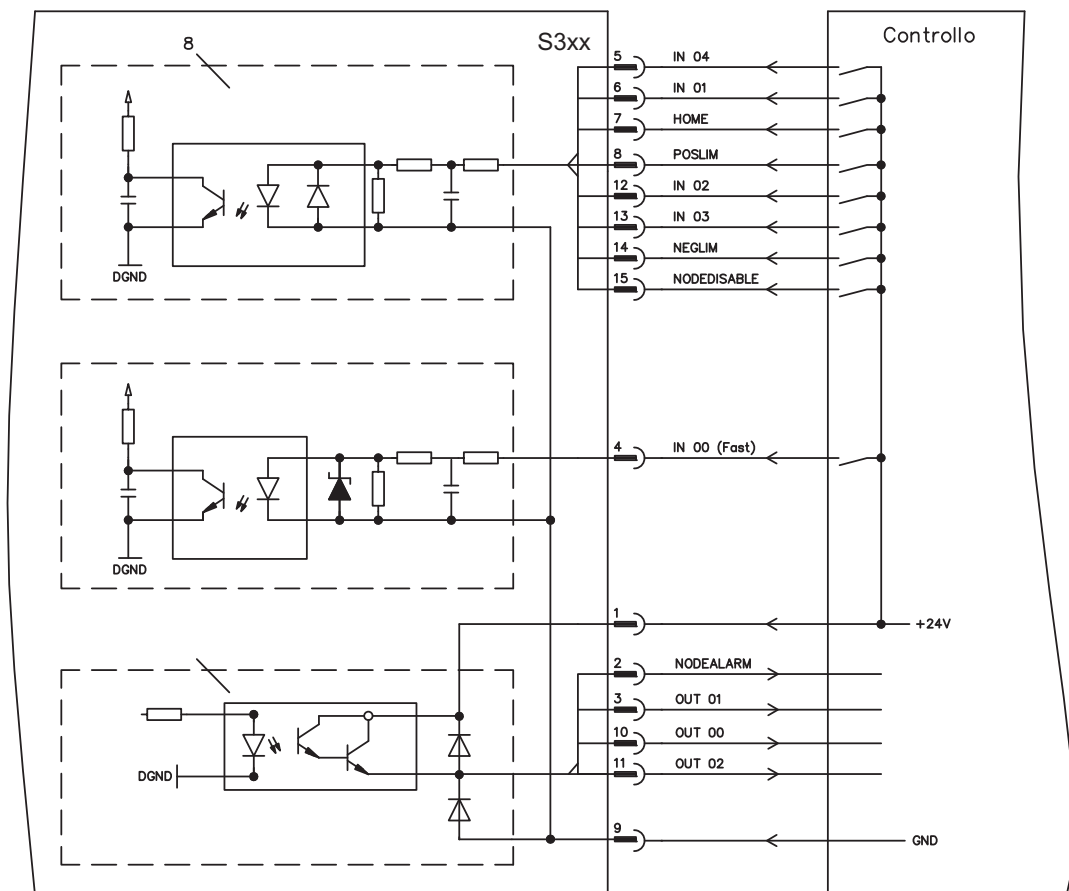 8
S3xx
Controllo
5 IN 04
6 IN 01
7 HOME
8 POSLIM
12 IN 02
13 IN 03
14 NEGLIM
15 NODEDISABLE
DGND
4 IN 00 (Fast)
DGND
1 +24V
2 NODEALARM
3 OUT 01
10 OUT 00
11 OUT 02
DGND
9 GND